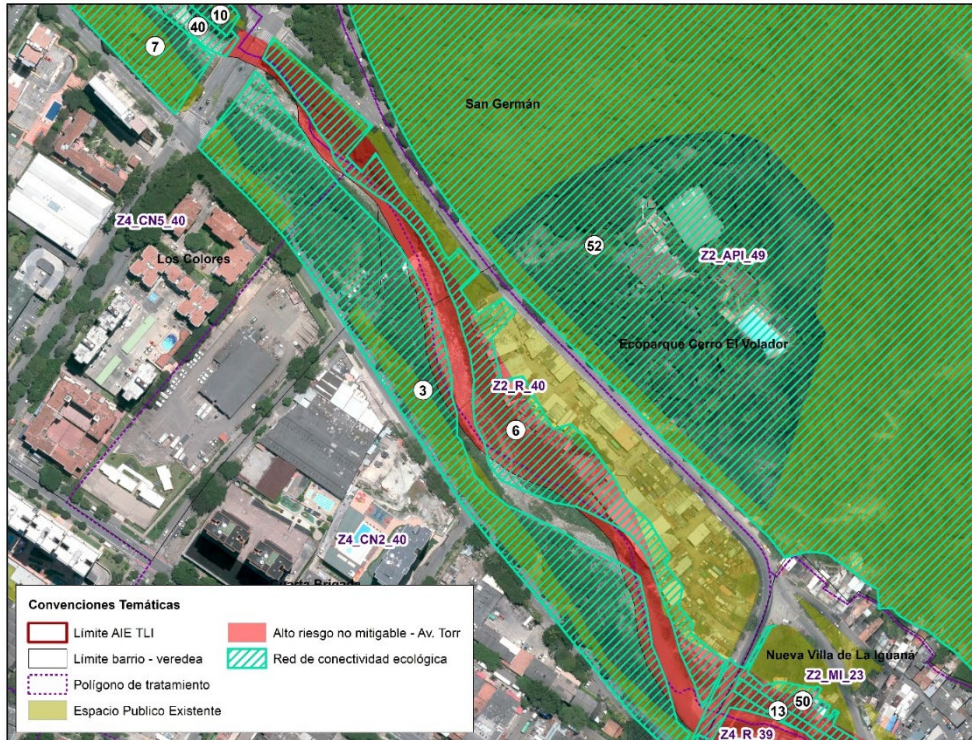 10
40
7
San Germán
52
Z4_CN5_40
Los Colores
Z2_API_49
Ecoparque Cerro El Volador
3
Z2_R_40
6
Z4_CN2_40
Brigada
Nueva Villa de La Iguaná
Z2_MI_23
50
13
Z4_R_39
Convenciones Temáticas
Límite AIE TLI
Límite barrio - veredea
Polígono de tratamiento
Espacio Publico Existente
Alto riesgo no mitigable - Av. Torr
Red de conectividad ecológica